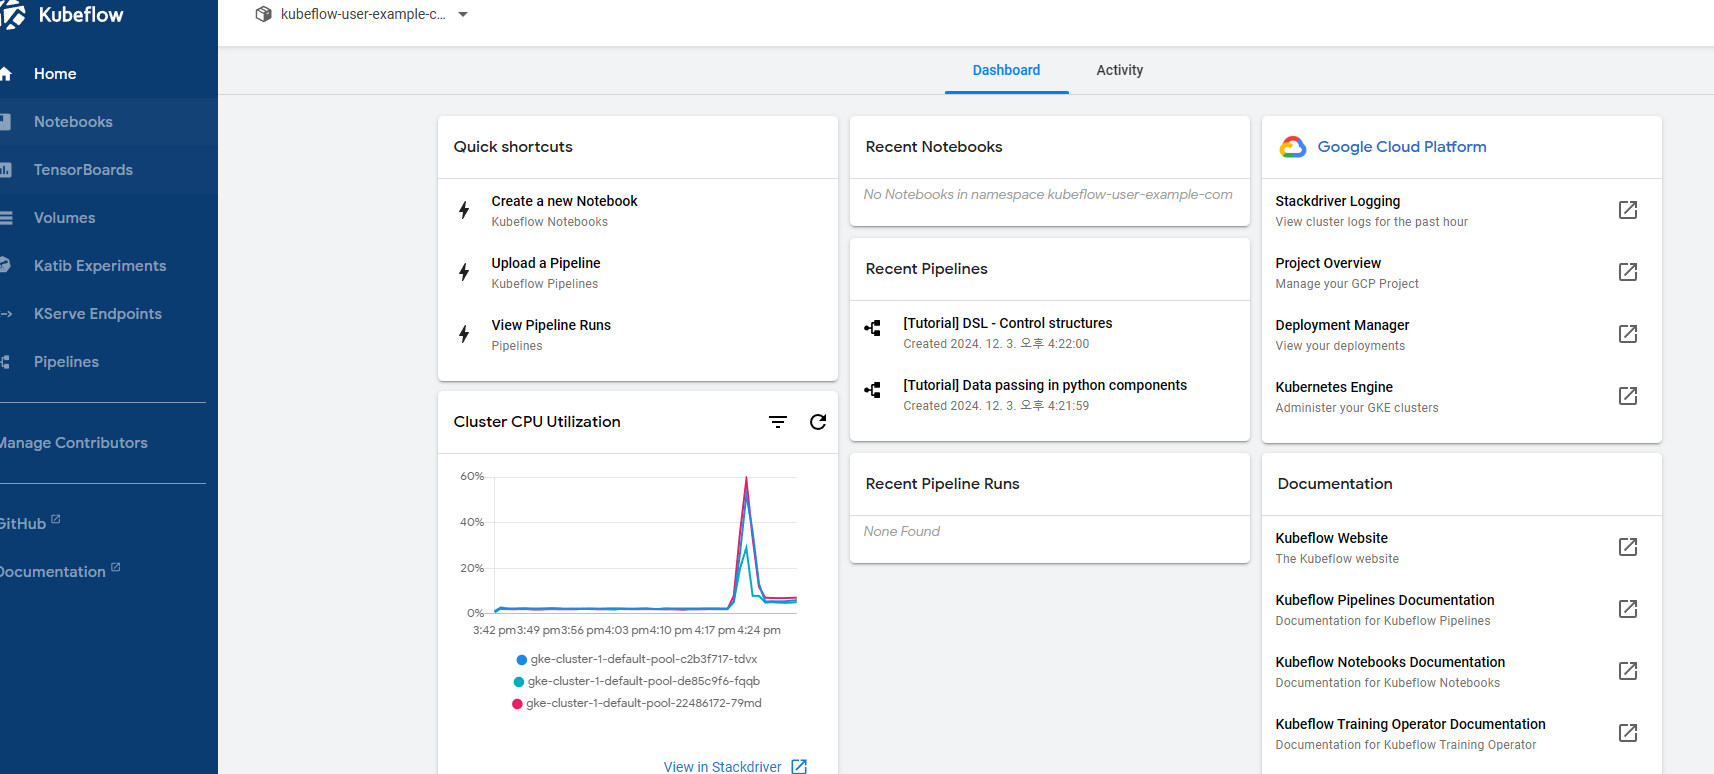 Kubeflow
kubeflow-user-example-c...
Home
Notebooks
TensorBoards
Volumes
Katib Experiments
KServe Endpoints
Pipelines
Manage Contributors
GitHub
Documentation
Dashboard
Activity
Quick shortcuts
Create a new Notebook
Kubeflow Notebooks
Upload a Pipeline
Kubeflow Pipelines
View Pipeline Runs
Pipelines
Cluster CPU Utilization
60%
40%
20%
0%
3:42 pm 3:49 pm 3:56 pm 4:03 pm 4:10 pm 4:17 pm 4:24 pm
gke-cluster-1-default-pool-c2b3f717-tdvx
gke-cluster-1-default-pool-de85c9f6-fqqb
gke-cluster-1-default-pool-22486172-79md
View in Stackdriver
Recent Notebooks
No Notebooks in namespace kubeflow-user-example-com
Recent Pipelines
[Tutorial] DSL - Control structures
Created 2024. 12. 3. 오후 4:22:00
[Tutorial] Data passing in python components
Created 2024. 12. 3. 오후 4:21:59
Recent Pipeline Runs
None Found
Google Cloud Platform
Stackdriver Logging
View cluster logs for the past hour
Project Overview
Manage your GCP Project
Deployment Manager
View your deployments
Kubernetes Engine
Administer your GKE clusters
Documentation
Kubeflow Website
The Kubeflow website
Kubeflow Pipelines Documentation
Documentation for Kubeflow Pipelines
Kubeflow Notebooks Documentation
Documentation for Kubeflow Notebooks
Kubeflow Training Operator Documentation
Documentation for Kubeflow Training Operator